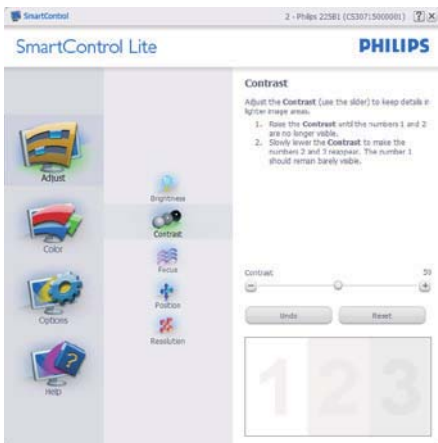 SmartControl
2 - Philips 225B1 (CS307:5000001)
SmartControl Lite
PHILIPS
Adjust
Color
Options
Help
Brightness
Contrast
Focus
Position
Resolution
Contrast
Adjust the Contrast (use the slider) to keep details in
lighter image areas.
1. Raise the Contrast until the numbers 1 and 2
are no longer visible.
2. Slowly lower the Contrast to make the
numbers 2 and 3 reappear. The number 1
should remain barely visible.
Contrast
50
Undo
Reset
1 2 3